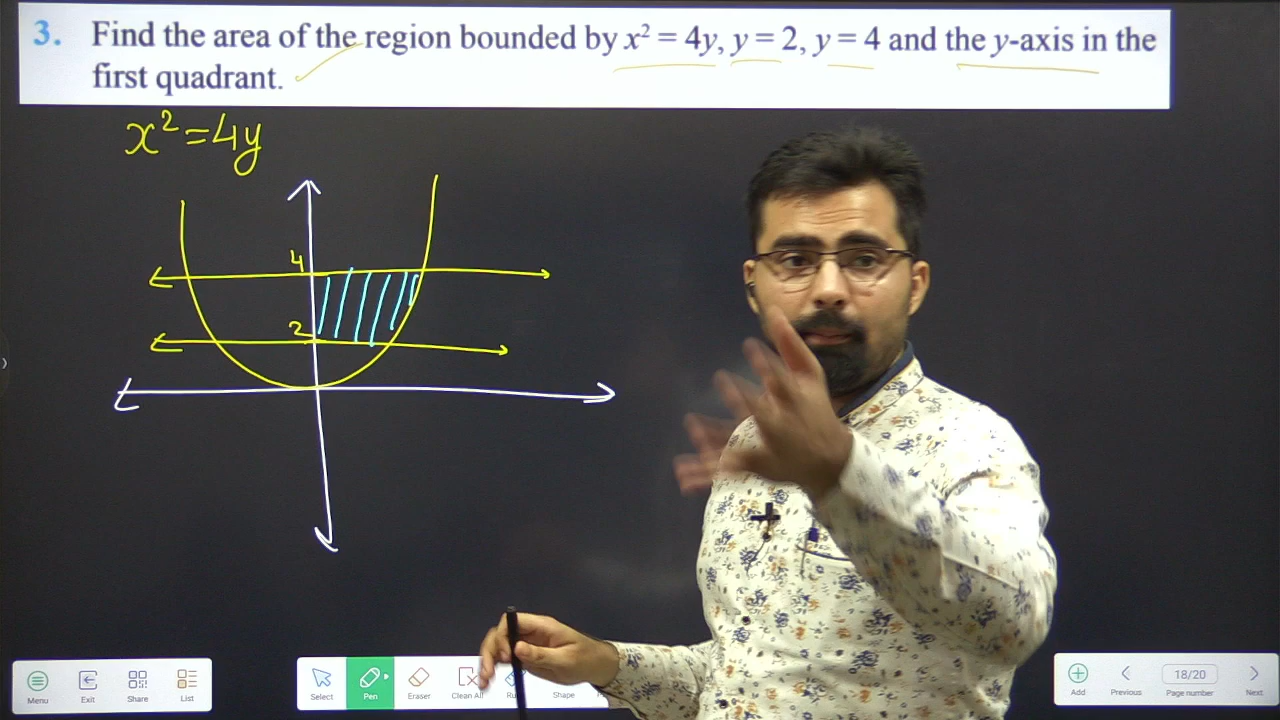 3. Find the area of the region bounded by x² = 4y, y = 2, y = 4 and the y-axis in the
first quadrant.
x²=4y
4
2
Menu Exit Share List Select Pen Eraser Clean All Shape Add Previous 18/20 Page number Next